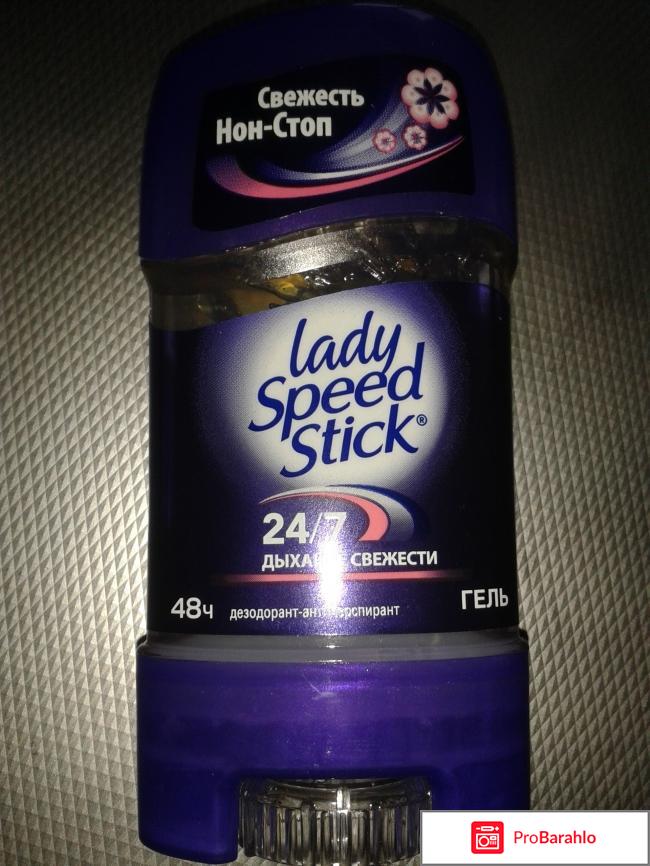 Свежесть
Нон-Стоп
lady
Speed
Stick®
24/7
СВЕЖЕСТИ
48ч
ГЕЛЬ
ProBarahlo